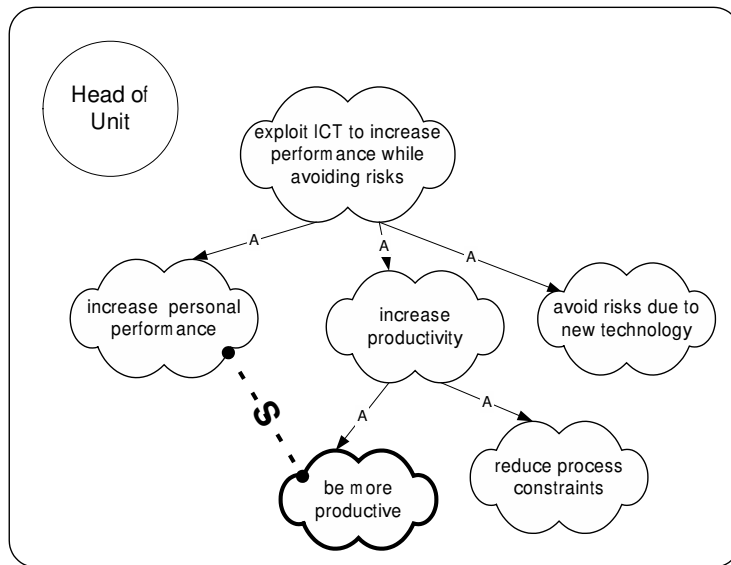 Head of
Unit
exploit ICT to increase
performance while
avoiding risks
A
A
A
increase personal
performance
increase
productivity
avoid risks due to
new technology
S
A
A
be more
productive
reduce process
constraints